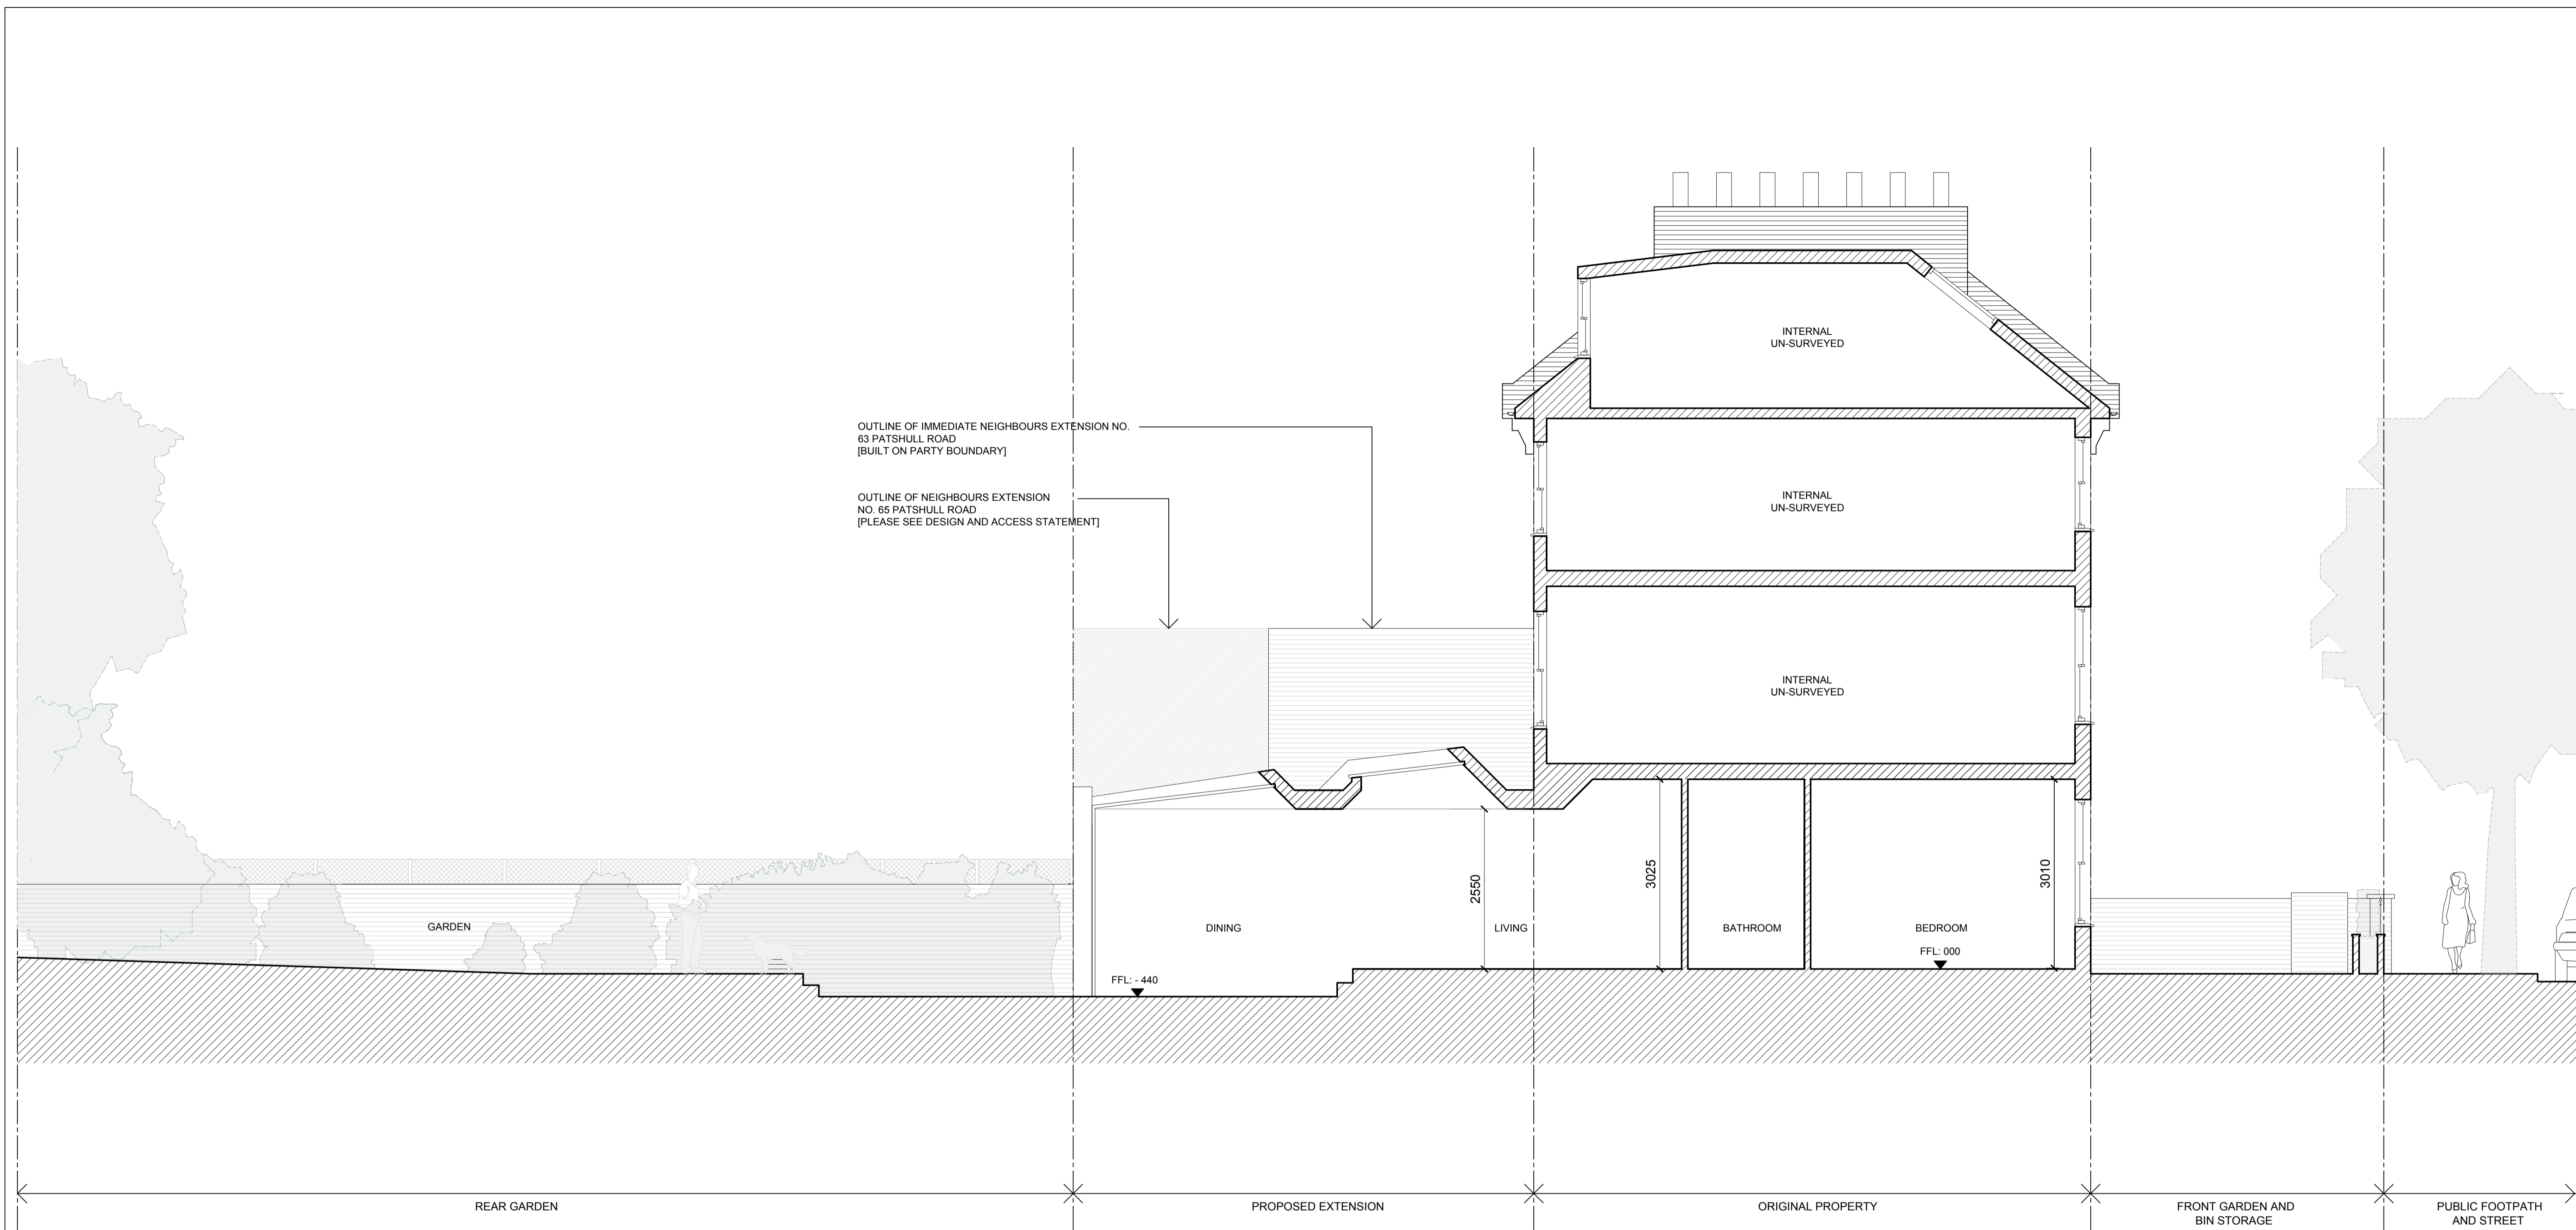 INTERNAL
UN-SURVEYED
OUTLINE OF IMMEDIATE NEIGHBOURS EXTENSION NO.
63 PATSHULL ROAD
[BUILT ON PARTY BOUNDARY]
OUTLINE OF NEIGHBOURS EXTENSION
NO. 65 PATSHULL ROAD
[PLEASE SEE DESIGN AND ACCESS STATEMENT]
INTERNAL
UN-SURVEYED
INTERNAL
UN-SURVEYED
2550
3025
3010
GARDEN
DINING
LIVING
BATHROOM
BEDROOM
FFL: 000
FFL: - 440
REAR GARDEN
PROPOSED EXTENSION
ORIGINAL PROPERTY
FRONT GARDEN AND
BIN STORAGE
PUBLIC FOOTPATH
AND STREET